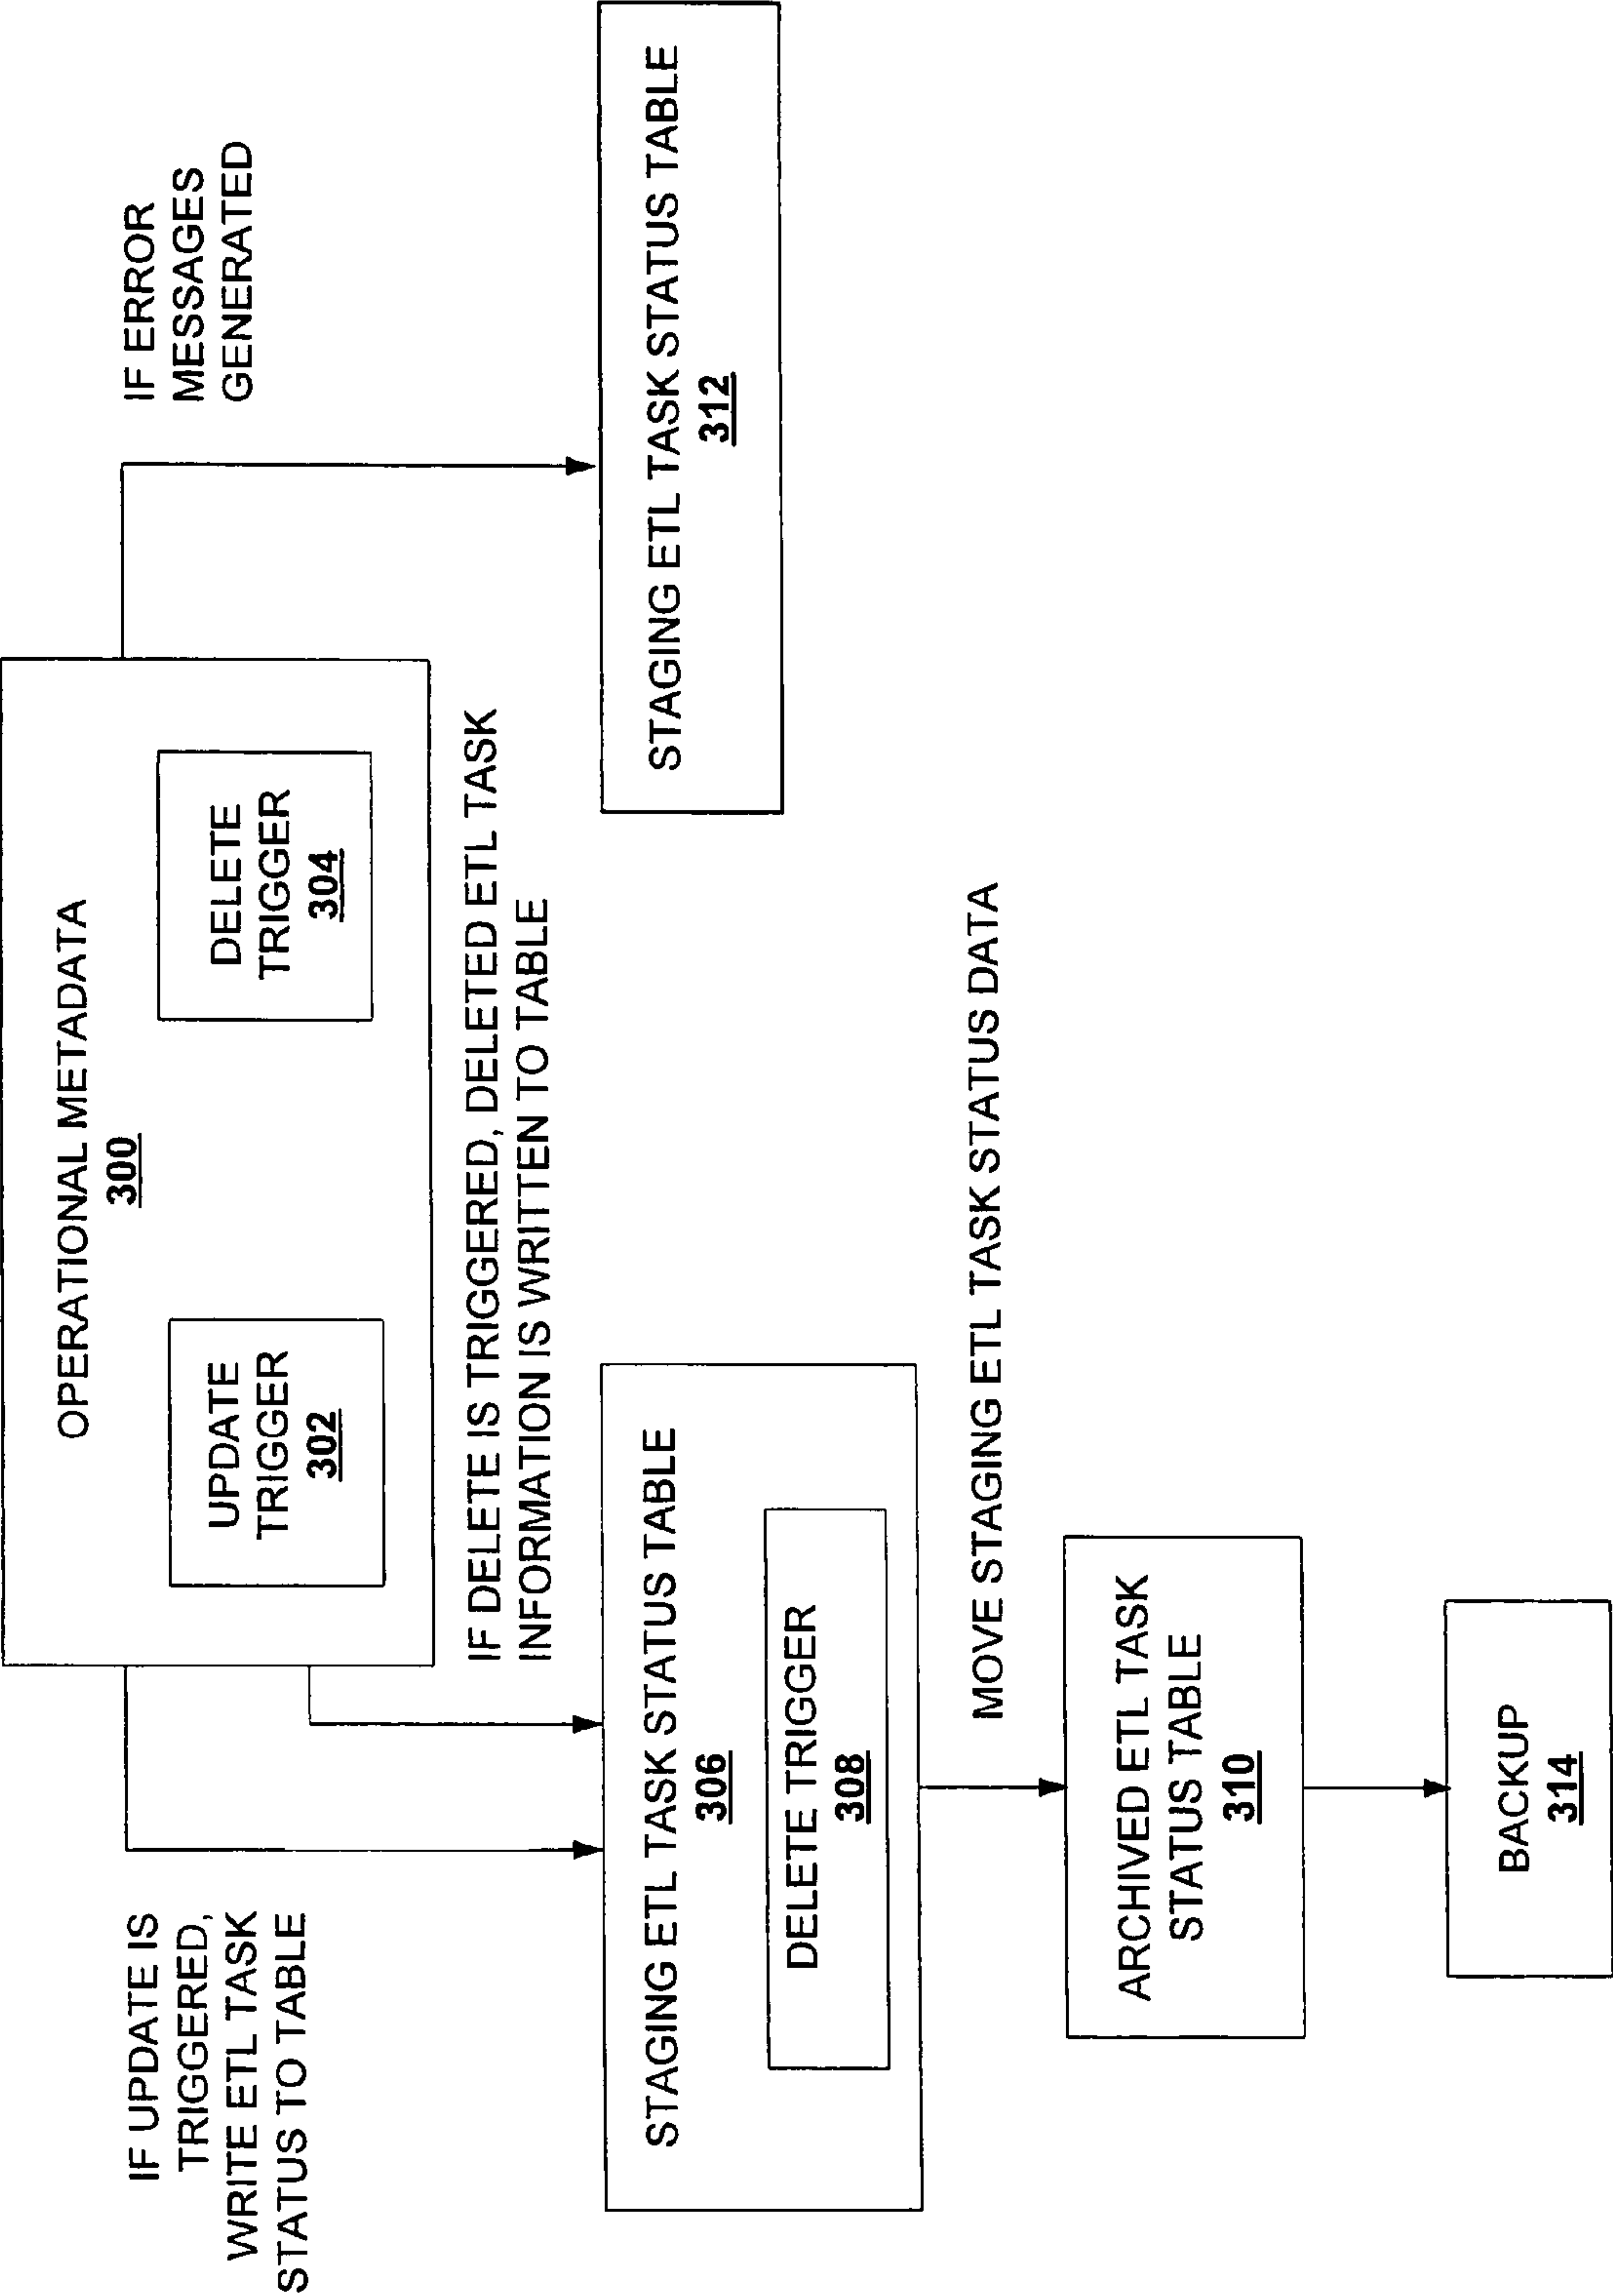 OPERATIONAL METADATA
300
UPDATE
TRIGGER
302
DELETE
TRIGGER
304
IF UPDATE IS
TRIGGERED,
WRITE ETL TASK
STATUS TO TABLE
IF DELETE IS TRIGGERED, DELETED ETL TASK
INFORMATION IS WRITTEN TO TABLE
IF ERROR
MESSAGES
GENERATED
STAGING ETL TASK STATUS TABLE
306
DELETE TRIGGER
308
STAGING ETL TASK STATUS TABLE
312
MOVE STAGING ETL TASK STATUS DATA
ARCHIVED ETL TASK
STATUS TABLE
310
BACKUP
314